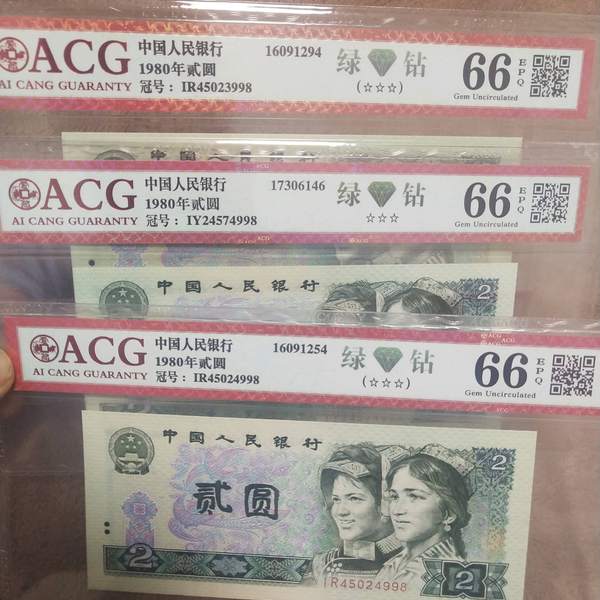 ACG
AI CANG GUARANTY
中国人民银行
1980年贰圆
冠号：IR45023998
16091294
绿 钻
(☆☆☆)
66
EPQ
Gem Uncirculated
ACG
ACG
AI CANG GUARANTY
中国人民银行
1980年贰圆
冠号：IY24574998
17306146
绿 钻
☆☆☆
66
EPQ
Gem Uncirculated
中国人民银行
2
ACG
AI CANG GUARANTY
中国人民银行
1980年贰圆
冠号：IR45024998
16091254
绿 钻
(☆☆☆)
66
EPQ
Gem Uncirculated
中国人民银行
2
贰圆
2
IR45024998
2